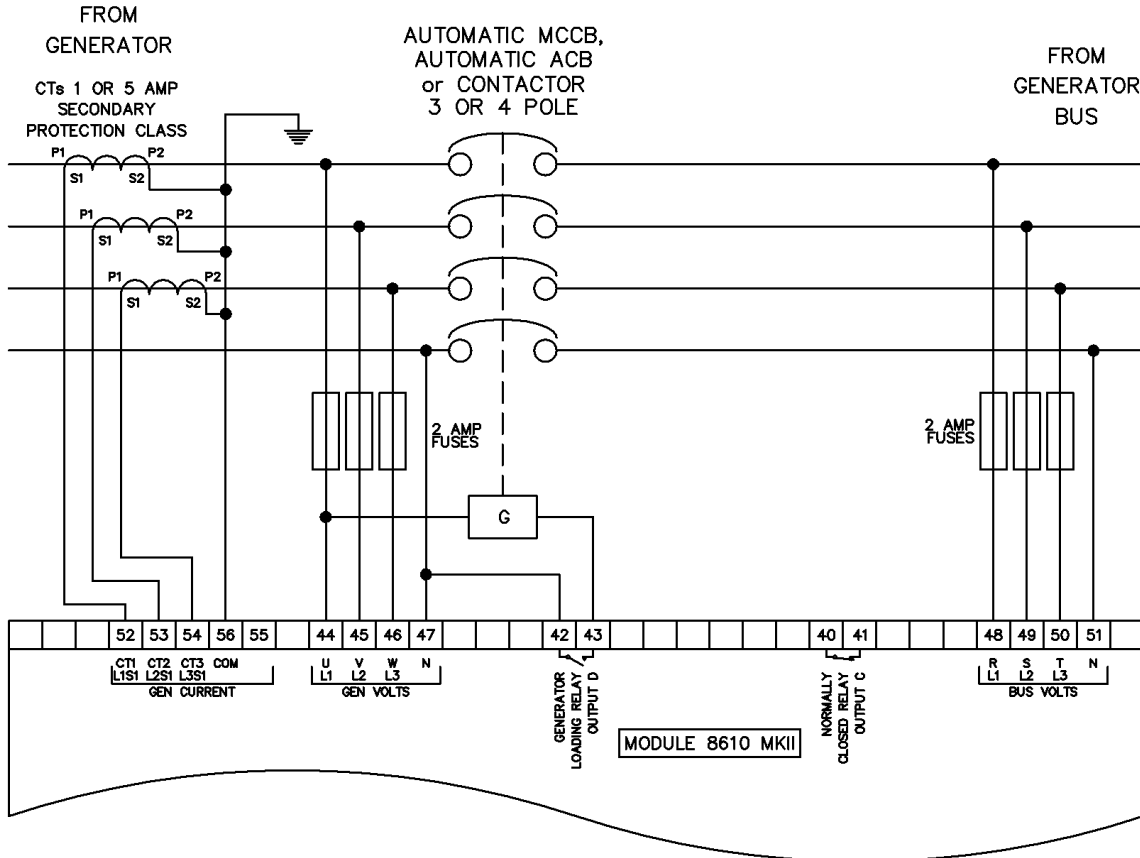 FROM
GENERATOR
CTs 1 OR 5 AMP
SECONDARY
PROTECTION CLASS
AUTOMATIC MCCB,
AUTOMATIC ACB
or CONTACTOR
3 OR 4 POLE
FROM
GENERATOR
BUS
P1 P2
S1 S2
P1 P2
S1 S2
P1 P2
S1 S2
2 AMP
FUSES
2 AMP
FUSES
G
52 53 54 56 55 44 45 46 47 42 43 40 41 48 49 50 51
CT1 CT2 CT3 COM
L1S1 L2S1 L3S1
GEN CURRENT
U V W N
L1 L2 L3
GEN VOLTS
GENERATOR
LOADING RELAY
OUTPUT D
MODULE 8610 MKII
NORMALLY
CLOSED RELAY
OUTPUT C
R S T N
L1 L2 L3
BUS VOLTS